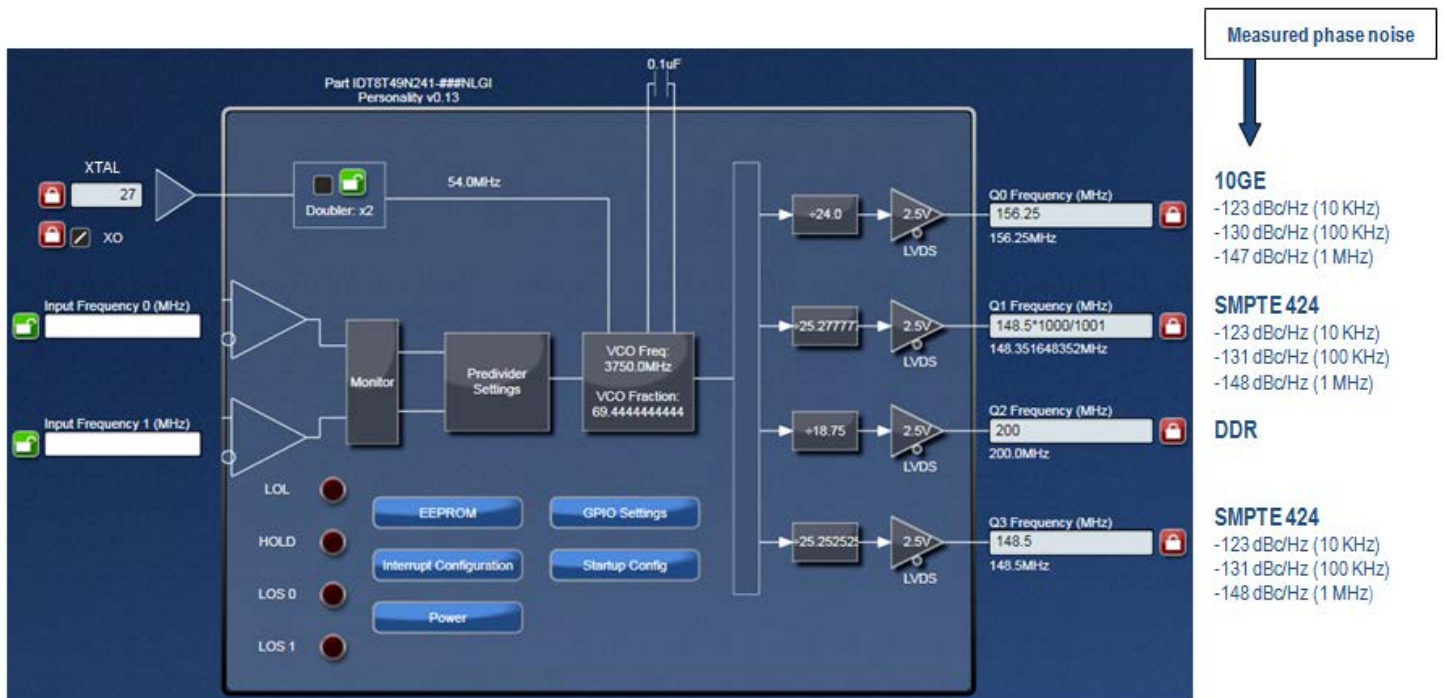 Measured phase noise
0.1uF
Part IDT8T49N241-###NLGI
Personality v0.13
XTAL
27
XO
Doubler: x2
54.0MHz
Input Frequency 0 (MHz)
Input Frequency 1 (MHz)
Monitor
Predivider
Settings
VCO Freq:
3750.0MHz
VCO Fraction:
69.4444444444
÷24.0
2.5V
LVDS
Q0 Frequency (MHz)
156.25
156.25MHz
÷25.27777
2.5V
LVDS
Q1 Frequency (MHz)
148.5*1000/1001
148.351648352MHz
÷18.75
2.5V
LVDS
Q2 Frequency (MHz)
200
200.0MHz
÷25.252525
2.5V
LVDS
Q3 Frequency (MHz)
148.5
148.5MHz
LOL
HOLD
LOS 0
LOS 1
EEPROM
GPIO Settings
Interrupt Configuration
Startup Config
Power
10GE
-123 dBc/Hz (10 KHz)
-130 dBc/Hz (100 KHz)
-147 dBc/Hz (1 MHz)
SMPTE 424
-123 dBc/Hz (10 KHz)
-131 dBc/Hz (100 KHz)
-148 dBc/Hz (1 MHz)
DDR
SMPTE 424
-123 dBc/Hz (10 KHz)
-131 dBc/Hz (100 KHz)
-148 dBc/Hz (1 MHz)